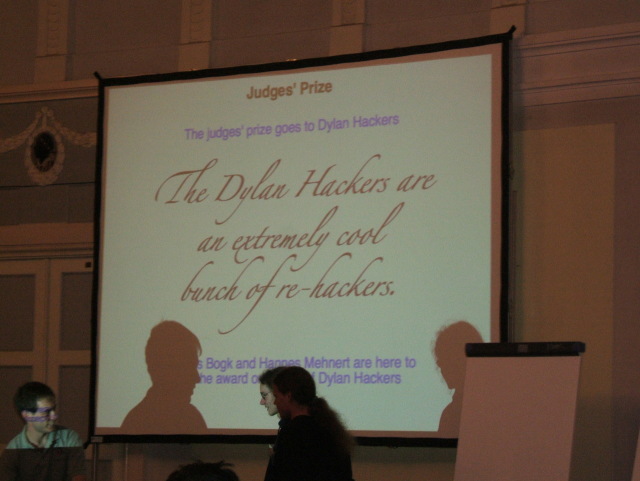 Judges' Prize
The judges' prize goes to Dylan Hackers
The Dylan Hackers are
an extremely cool
bunch of re-hackers.
Bogk and Hannes Mehnert are here to
the award Dylan Hackers